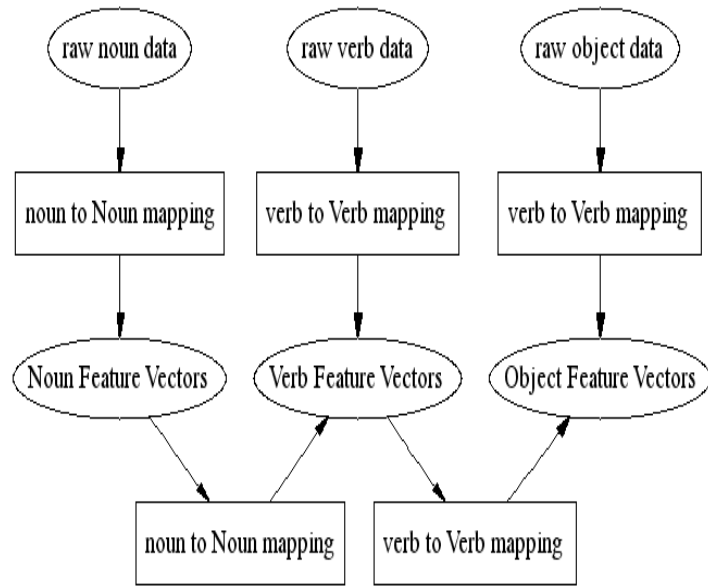 raw noun data
raw verb data
raw object data
noun to Noun mapping
verb to Verb mapping
verb to Verb mapping
Noun Feature Vectors
Verb Feature Vectors
Object Feature Vectors
noun to Noun mapping
verb to Verb mapping